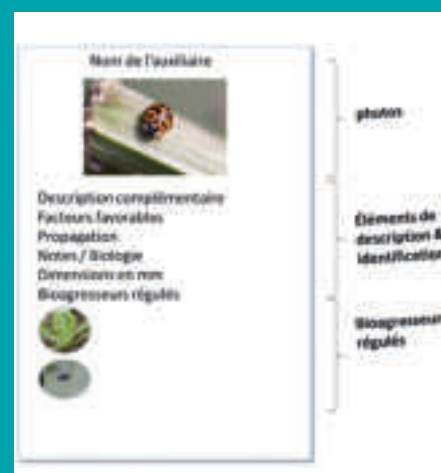 Nom de l'auxiliaire
Description complémentaire
Facteurs favorables
Propagation
Notes / Biologie
Dimensions en mm
Bioagresseurs régulés
photos
Éléments de
description &
identification
Bioagresseurs
régulés